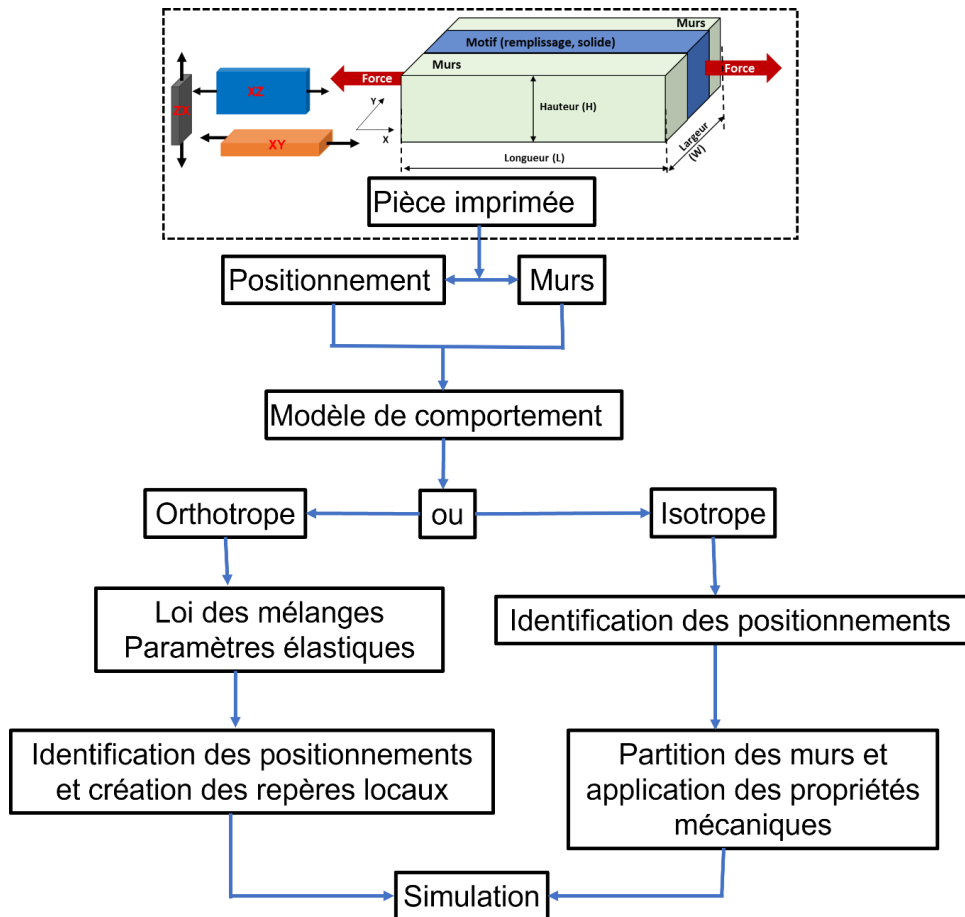 Murs
Motif (remplissage, solide)
Murs
Force
Force
XZ
ZX
Y
X
XY
Hauteur (H)
Longueur (L)
Largeur
(W)
Pièce imprimée
Positionnement
Murs
Modèle de comportement
Orthotrope
ou
Isotrope
Loi des mélanges
Paramètres élastiques
Identification des positionnements
Identification des positionnements
et création des repères locaux
Partition des murs et
application des propriétés
mécaniques
Simulation